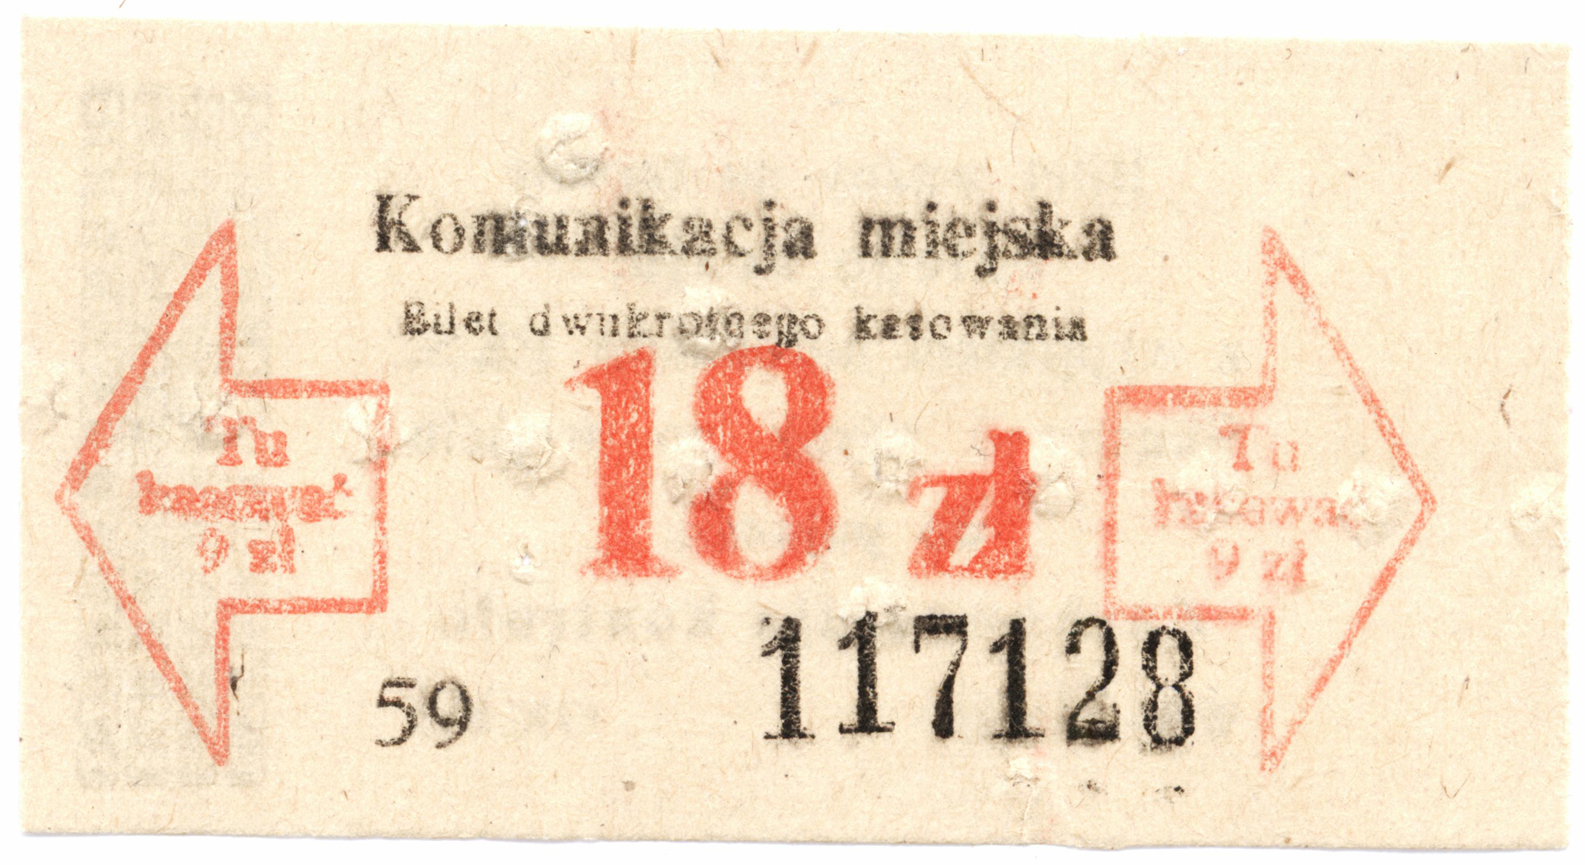 Komunikacja miejska
Bilet dwukrotnego kasowania
18 zł
Tu
kasować
9 zł
Tu
kasować
9 zł
59
117128